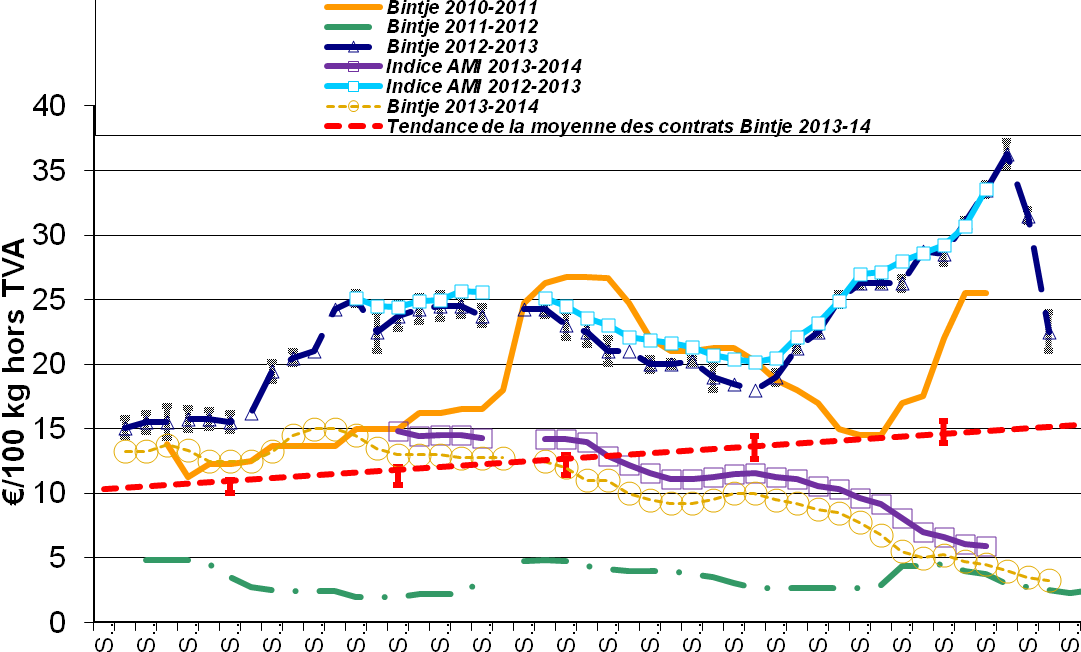 Bintje 2010-2011
Bintje 2011-2012
Bintje 2012-2013
Indice AMI 2013-2014
Indice AMI 2012-2013
Bintje 2013-2014
Tendance de la moyenne des contrats Bintje 2013-14
€/100 kg hors TVA
40
35
30
25
20
15
10
5
0
S. S. S. S. S. S. S. S. S. S. S. S. S. S. S. S. S. S. S. S. S. S. S. S.